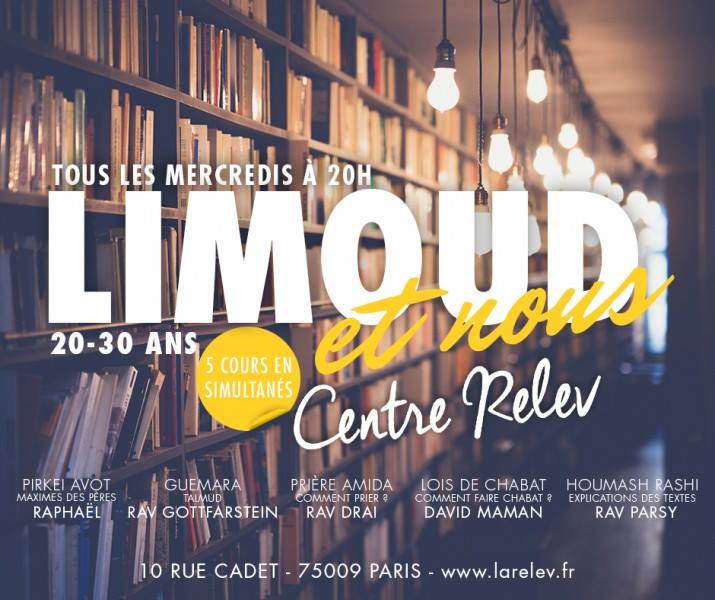 TOUS LES MERCREDIS À 20H
LIMOUD
et nous
20-30 ANS
5 COURS EN
SIMULTANÉS
Centre Relev
PIRKEI AVOT
MAXIMES DES PÈRES
RAPHAËL
GUEMARA
TALMUD
RAV GOTTFARSTEIN
PRIÈRE AMIDA
COMMENT PRIER ?
RAV DRAI
LOIS DE CHABAT
COMMENT FAIRE CHABAT ?
DAVID MAMAN
HOUMASH RASHI
EXPLICATIONS DES TEXTES
RAV PARSY
10 RUE CADET - 75009 PARIS - www.larelev.fr